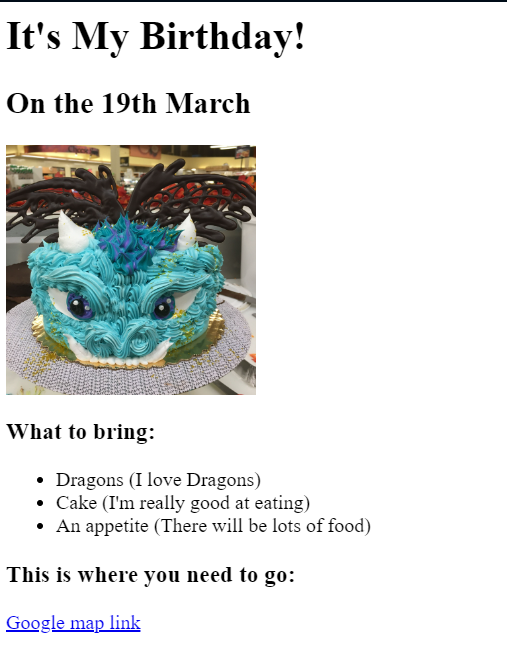 It's My Birthday!
On the 19th March
What to bring:
Dragons (I love Dragons)
Cake (I'm really good at eating)
An appetite (There will be lots of food)
This is where you need to go:
Google map link